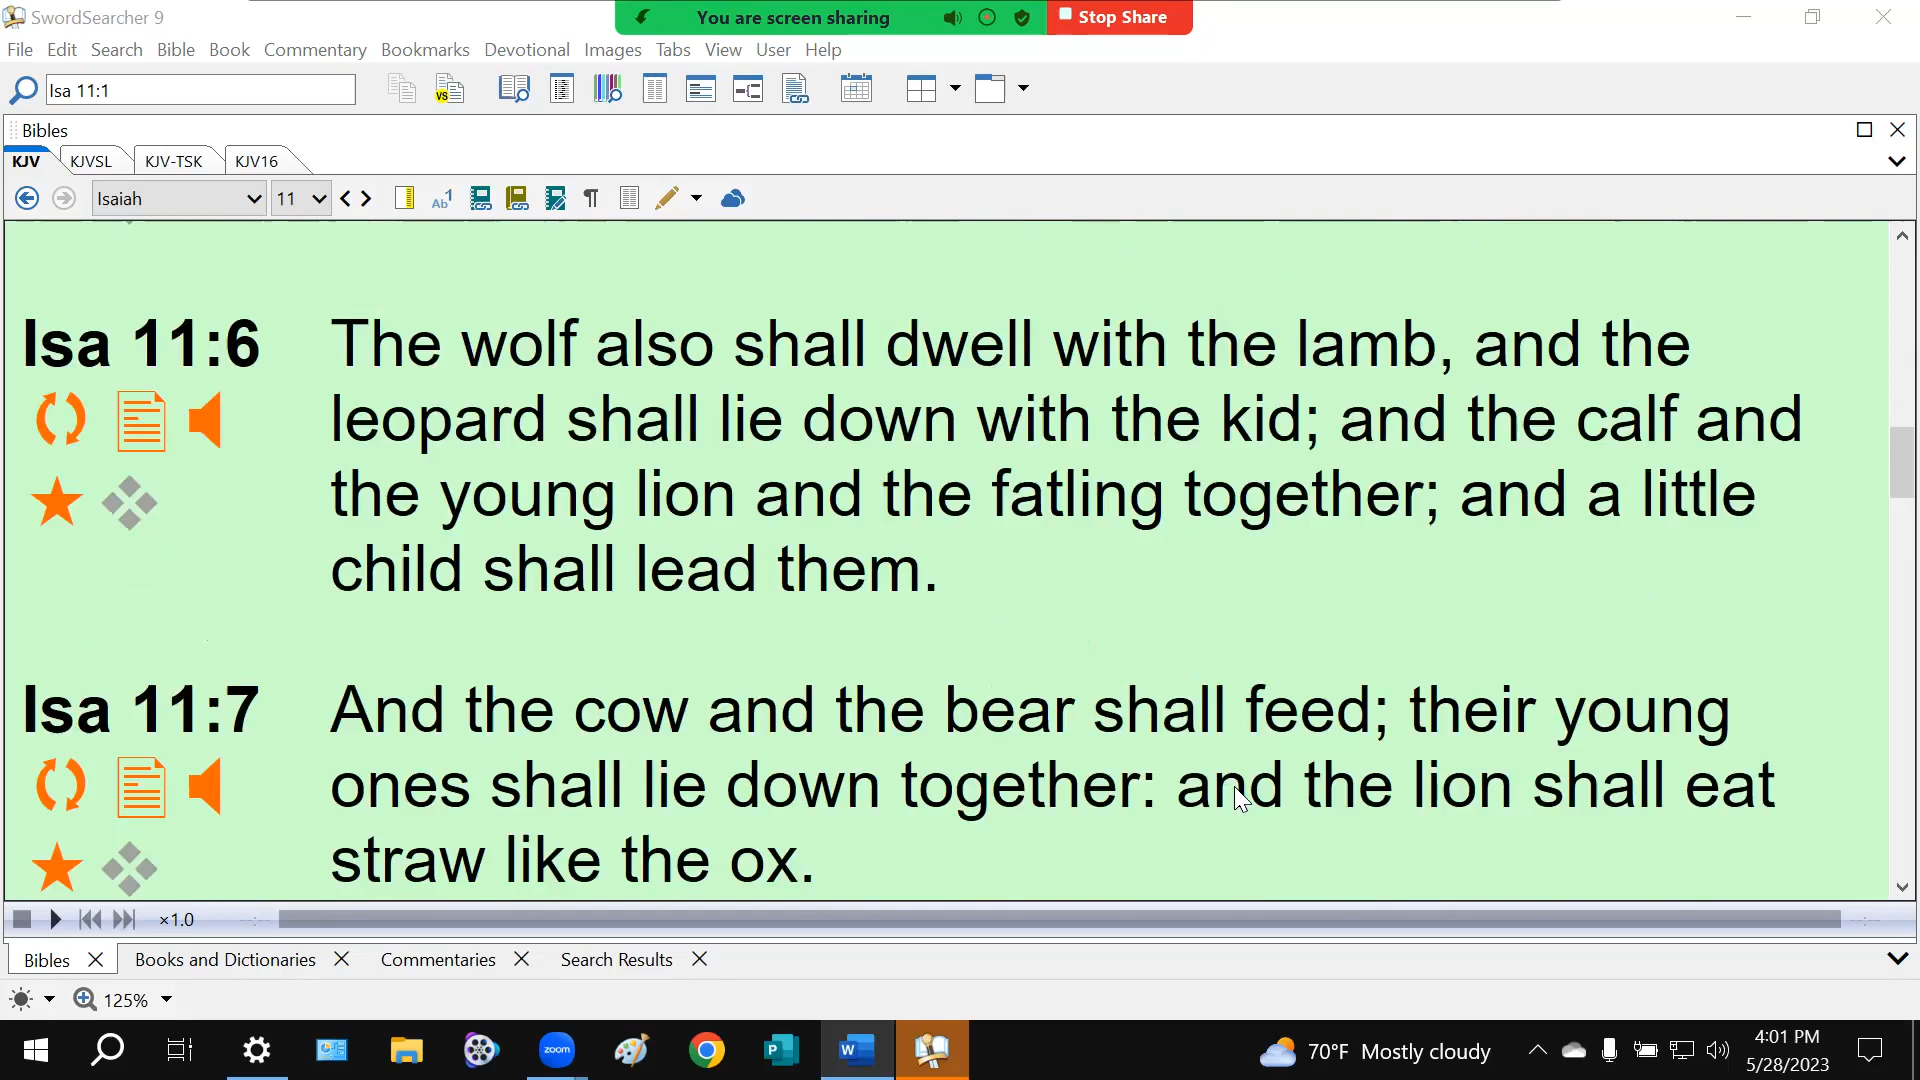 SwordSearcher 9
You are screen sharing
Stop Share
File Edit Search Bible Book Commentary Bookmarks Devotional Images Tabs View User Help
Isa 11:1
VS
Bibles
KJV KJVSL KJV-TSK KJV16
Isaiah 11 Ab1
Isa 11:6 The wolf also shall dwell with the lamb, and the
leopard shall lie down with the kid; and the calf and
the young lion and the fatling together; and a little
child shall lead them.
Isa 11:7 And the cow and the bear shall feed; their young
ones shall lie down together: and the lion shall eat
straw like the ox.
×1.0 --:-- --:--
Bibles Books and Dictionaries Commentaries Search Results
125%
zoom P W 70°F Mostly cloudy 4:01 PM
5/28/2023